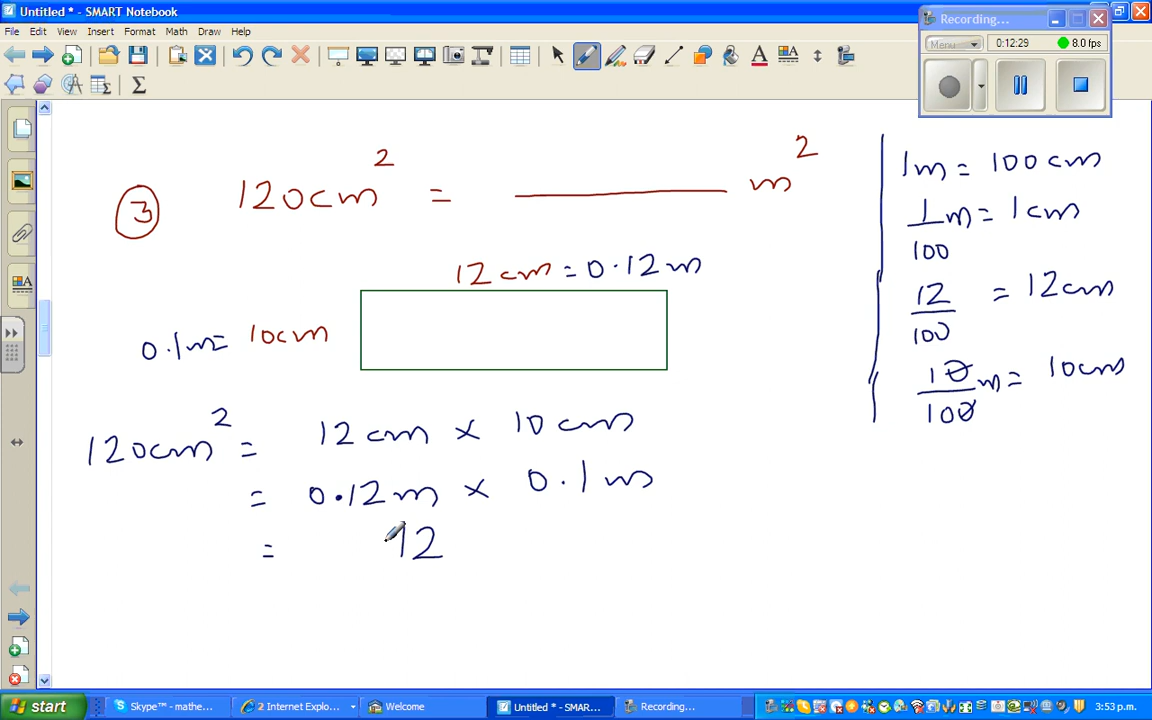 Untitled * - SMART Notebook
Recording...
File Edit View Insert Format Math Draw Help
Menu
0:12:29
8.0 fps
③ 120cm² = ________ m²
1m = 100cm
1/100 m = 1cm
12/100 = 12cm
10/100 m = 10cm
12cm = 0.12m
0.1m = 10cm
120cm² = 12cm × 10cm
= 0.12m × 0.1m
= 12
start
Skype™ - mathe...
2 Internet Explo...
Welcome
Untitled * - SMAR...
Recording...
3:53 p.m.